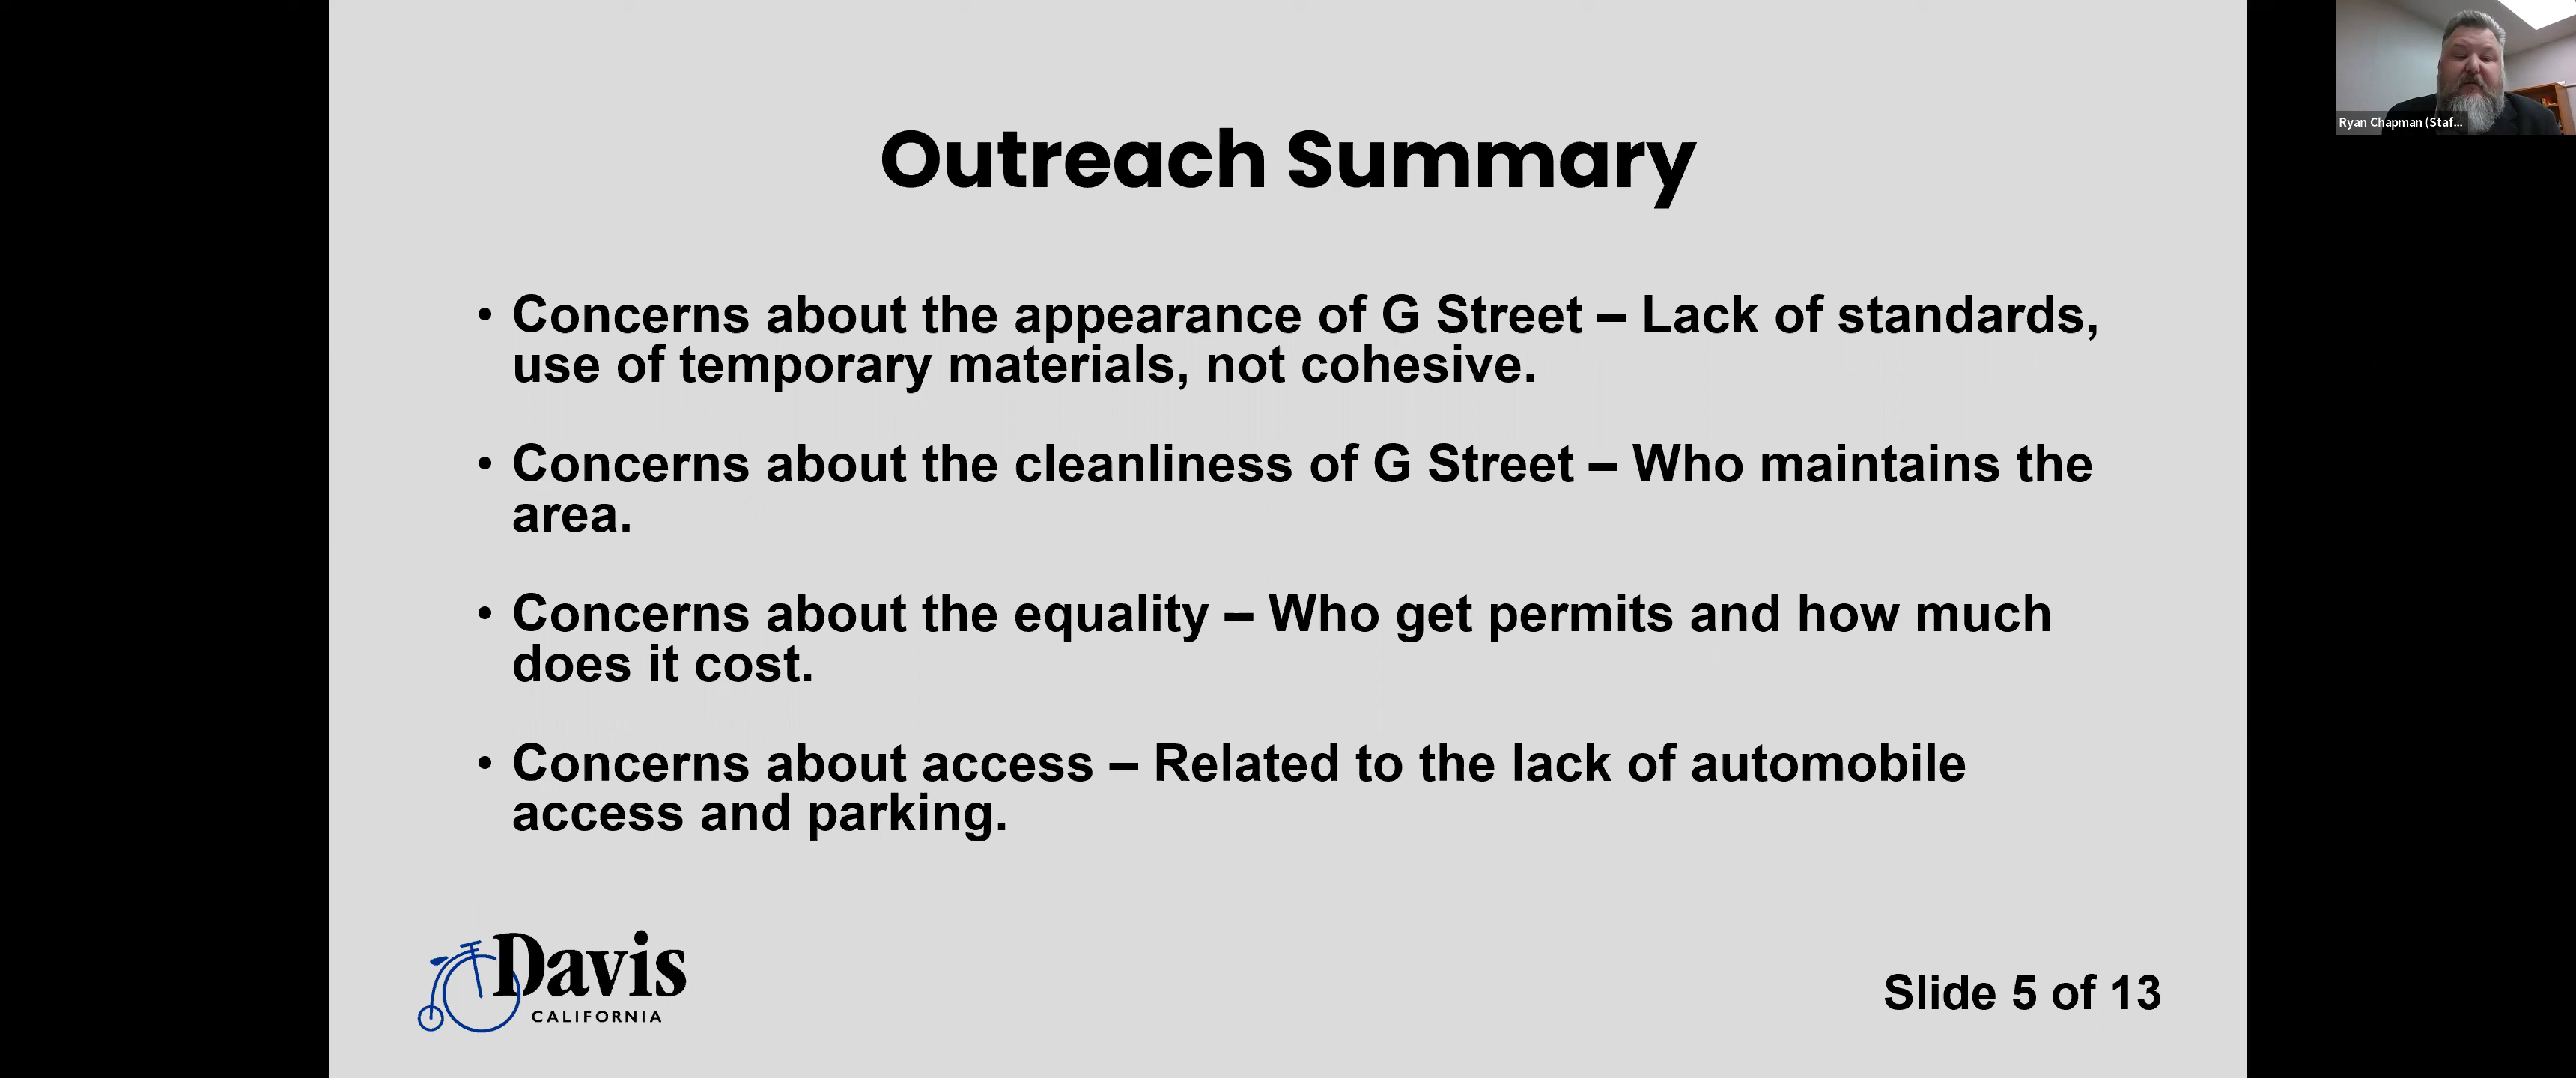 Outreach Summary
• Concerns about the appearance of G Street – Lack of standards,
use of temporary materials, not cohesive.
• Concerns about the cleanliness of G Street – Who maintains the
area.
• Concerns about the equality – Who get permits and how much
does it cost.
• Concerns about access – Related to the lack of automobile
access and parking.
Davis
CALIFORNIA
Slide 5 of 13
Ryan Chapman (Staf...